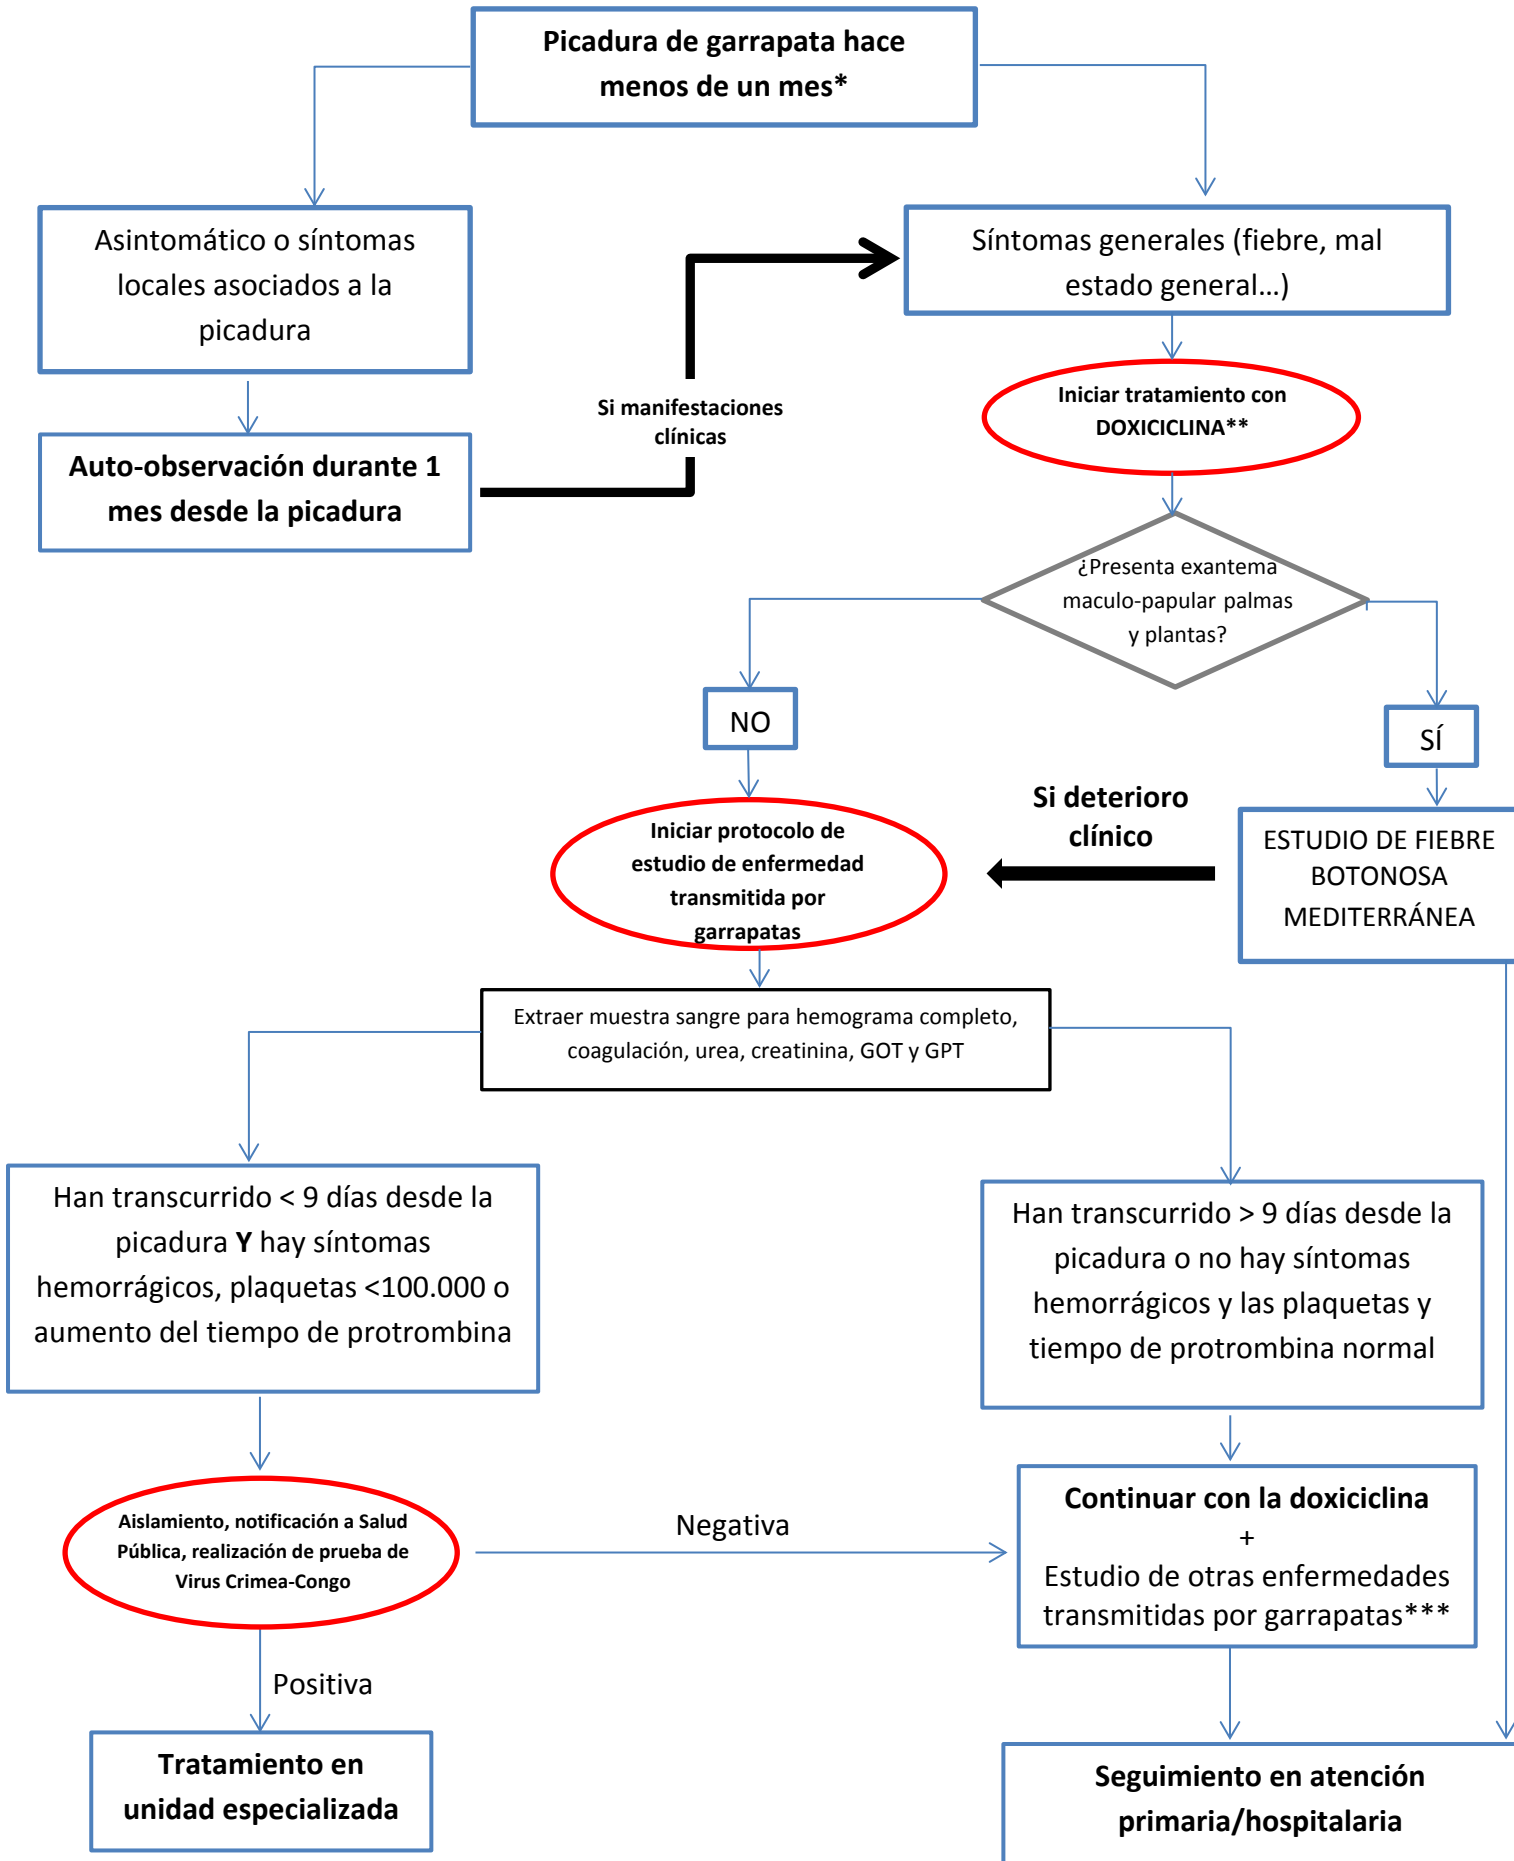 Picadura de garrapata hace
menos de un mes*
Asintomático o síntomas
locales asociados a la
picadura
Síntomas generales (fiebre, mal
estado general...)
Iniciar tratamiento con
DOXICICLINA**
Si manifestaciones
clínicas
Auto-observación durante 1
mes desde la picadura
¿Presenta exantema
maculo-papular palmas
y plantas?
NO
SÍ
Iniciar protocolo de
estudio de enfermedad
transmitida por
garrapatas
Si deterioro
clínico
ESTUDIO DE FIEBRE
BOTONOSA
MEDITERRÁNEA
Extraer muestra sangre para hemograma completo,
coagulación, urea, creatinina, GOT y GPT
Han transcurrido < 9 días desde la
picadura Y hay síntomas
hemorrágicos, plaquetas <100.000 o
aumento del tiempo de protrombina
Han transcurrido > 9 días desde la
picadura o no hay síntomas
hemorrágicos y las plaquetas y
tiempo de protrombina normal
Aislamiento, notificación a Salud
Pública, realización de prueba de
Virus Crimea-Congo
Negativa
Continuar con la doxiciclina
+
Estudio de otras enfermedades
transmitidas por garrapatas***
Positiva
Tratamiento en
unidad especializada
Seguimiento en atención
primaria/hospitalaria